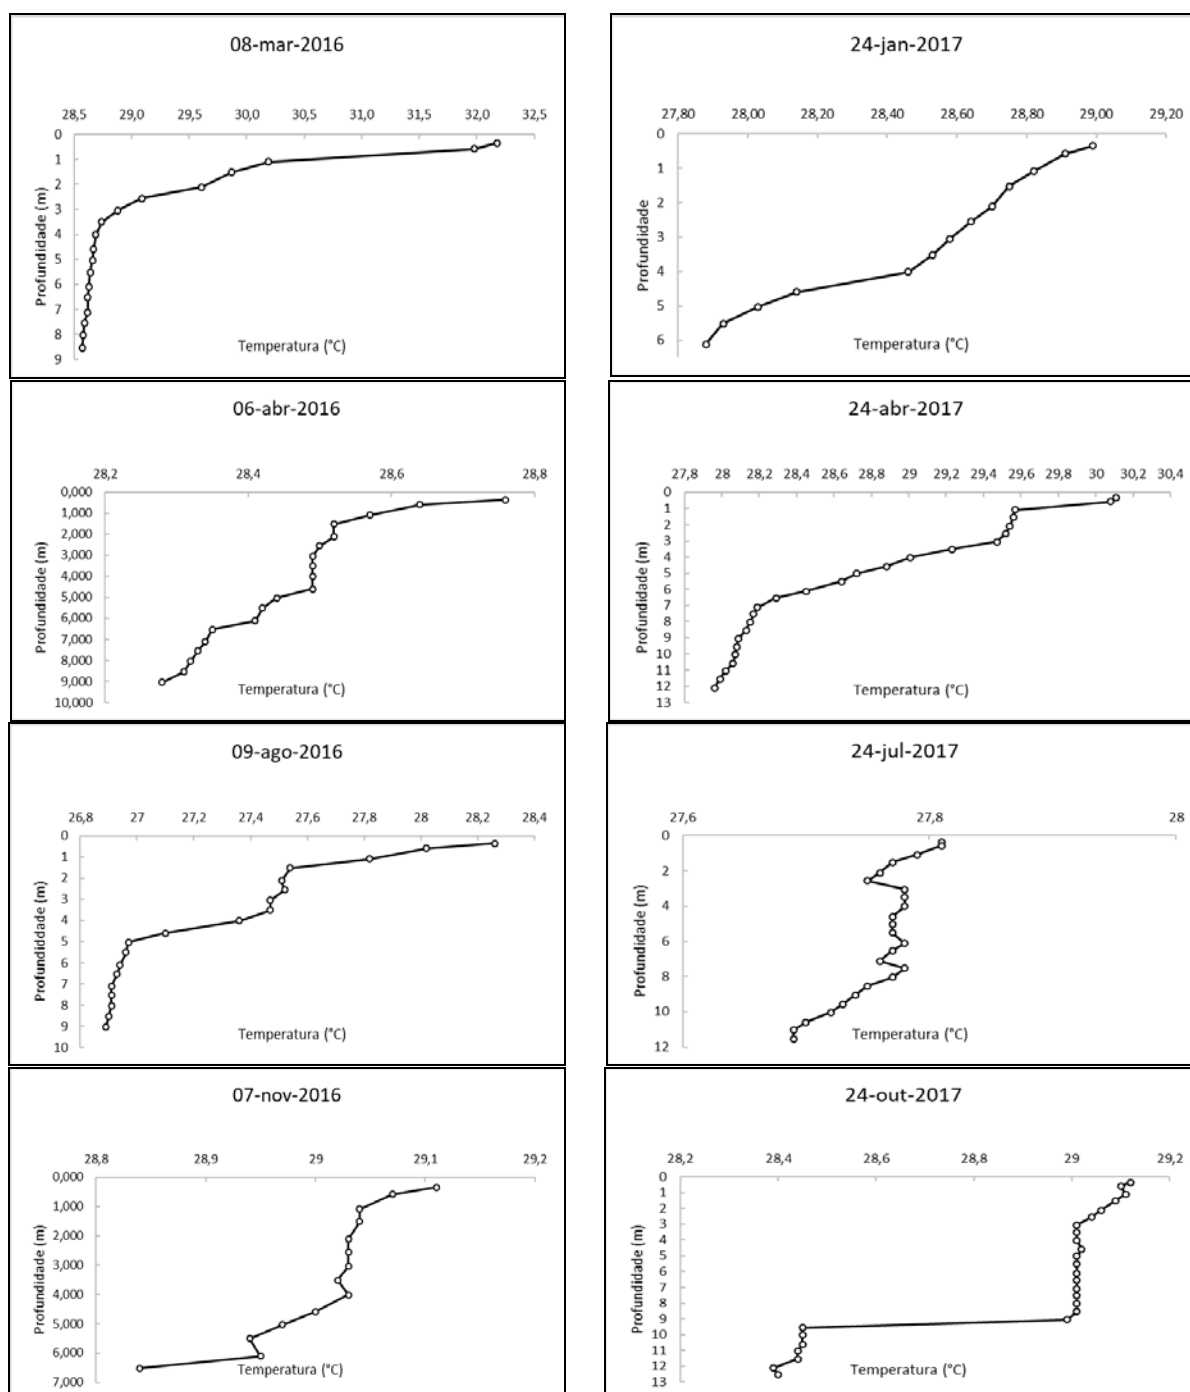 08-mar-2016
28,5 29,0 29,5 30,0 30,5 31,0 31,5 32,0 32,5
0
1
2
3
4
5
6
7
8
9
Profundidade (m)
Temperatura (°C)
24-jan-2017
27,80 28,00 28,20 28,40 28,60 28,80 29,00 29,20
0
1
2
3
4
5
6
Profundidade
Temperatura (°C)
06-abr-2016
28,2 28,4 28,6 28,8
0,000
1,000
2,000
3,000
4,000
5,000
6,000
7,000
8,000
9,000
10,000
Profundidade (m)
Temperatura (°C)
24-abr-2017
27,8 28 28,2 28,4 28,6 28,8 29 29,2 29,4 29,6 29,8 30 30,2 30,4
0
1
2
3
4
5
6
7
8
9
10
11
12
13
Profundidade (m)
Temperatura (°C)
09-ago-2016
26,8 27 27,2 27,4 27,6 27,8 28 28,2 28,4
0
1
2
3
4
5
6
7
8
9
10
Profundiddade (m)
Temperatura (°C)
24-jul-2017
27,6 27,8 28
0
2
4
6
8
10
12
Profundidade (m)
Temperatura (°C)
07-nov-2016
28,8 28,9 29 29,1 29,2
0,000
1,000
2,000
3,000
4,000
5,000
6,000
7,000
Profundidade (m)
Temperatura (°C)
24-out-2017
28,2 28,4 28,6 28,8 29 29,2
0
1
2
3
4
5
6
7
8
9
10
11
12
13
Profundidade (m)
Temperatura (°C)